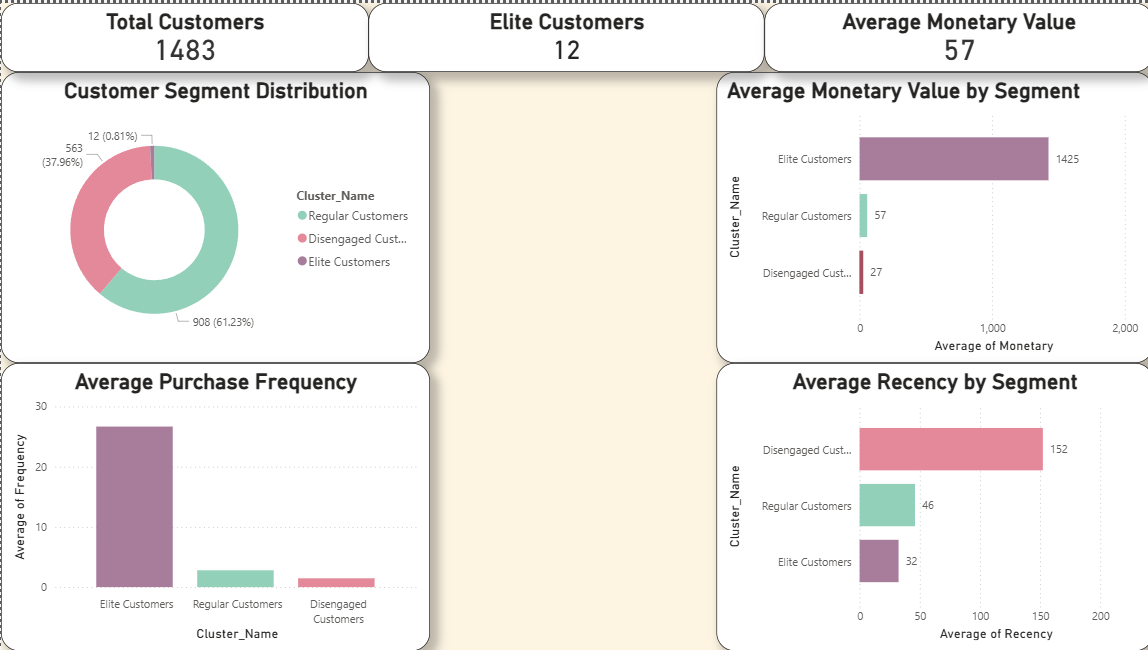 Total Customers
1483
Elite Customers
12
Average Monetary Value
57
Customer Segment Distribution
12 (0.81%)
563
(37.96%)
908 (61.23%)
Cluster_Name
Regular Customers
Disengaged Cust...
Elite Customers
Average Monetary Value by Segment
Cluster_Name
Elite Customers
1425
Regular Customers
57
Disengaged Cust...
27
0
1,000
2,000
Average of Monetary
Average Purchase Frequency
Average of Frequency
30
20
10
0
Elite Customers
Regular Customers
Disengaged
Customers
Cluster_Name
Average Recency by Segment
Cluster_Name
Disengaged Cust...
152
Regular Customers
46
Elite Customers
32
0
50
100
150
200
Average of Recency